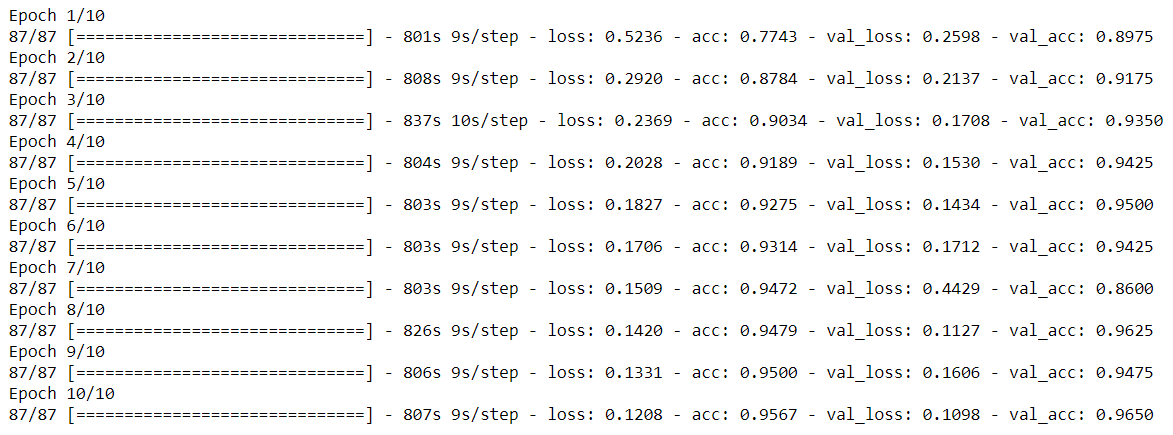 Epoch 1/10
87/87 [==============================] - 801s 9s/step - loss: 0.5236 - acc: 0.7743 - val_loss: 0.2598 - val_acc: 0.8975
Epoch 2/10
87/87 [==============================] - 808s 9s/step - loss: 0.2920 - acc: 0.8784 - val_loss: 0.2137 - val_acc: 0.9175
Epoch 3/10
87/87 [==============================] - 837s 10s/step - loss: 0.2369 - acc: 0.9034 - val_loss: 0.1708 - val_acc: 0.9350
Epoch 4/10
87/87 [==============================] - 804s 9s/step - loss: 0.2028 - acc: 0.9189 - val_loss: 0.1530 - val_acc: 0.9425
Epoch 5/10
87/87 [==============================] - 803s 9s/step - loss: 0.1827 - acc: 0.9275 - val_loss: 0.1434 - val_acc: 0.9500
Epoch 6/10
87/87 [==============================] - 803s 9s/step - loss: 0.1706 - acc: 0.9314 - val_loss: 0.1712 - val_acc: 0.9425
Epoch 7/10
87/87 [==============================] - 803s 9s/step - loss: 0.1509 - acc: 0.9472 - val_loss: 0.4429 - val_acc: 0.8600
Epoch 8/10
87/87 [==============================] - 826s 9s/step - loss: 0.1420 - acc: 0.9479 - val_loss: 0.1127 - val_acc: 0.9625
Epoch 9/10
87/87 [==============================] - 806s 9s/step - loss: 0.1331 - acc: 0.9500 - val_loss: 0.1606 - val_acc: 0.9475
Epoch 10/10
87/87 [==============================] - 807s 9s/step - loss: 0.1208 - acc: 0.9567 - val_loss: 0.1098 - val_acc: 0.9650